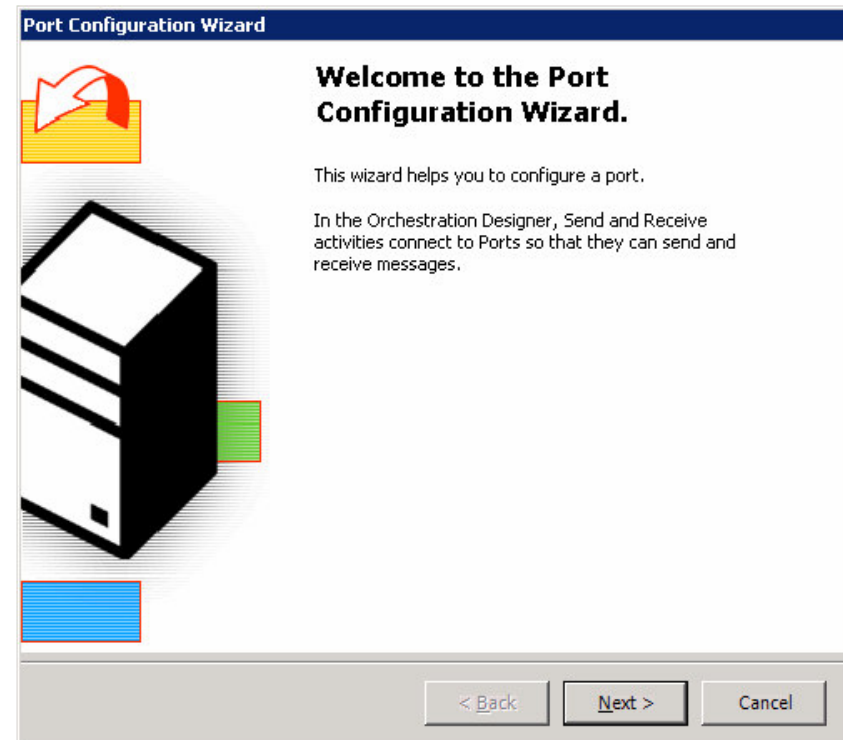 Port Configuration Wizard
Welcome to the Port
Configuration Wizard.
This wizard helps you to configure a port.
In the Orchestration Designer, Send and Receive
activities connect to Ports so that they can send and
receive messages.
< Back
Next >
Cancel